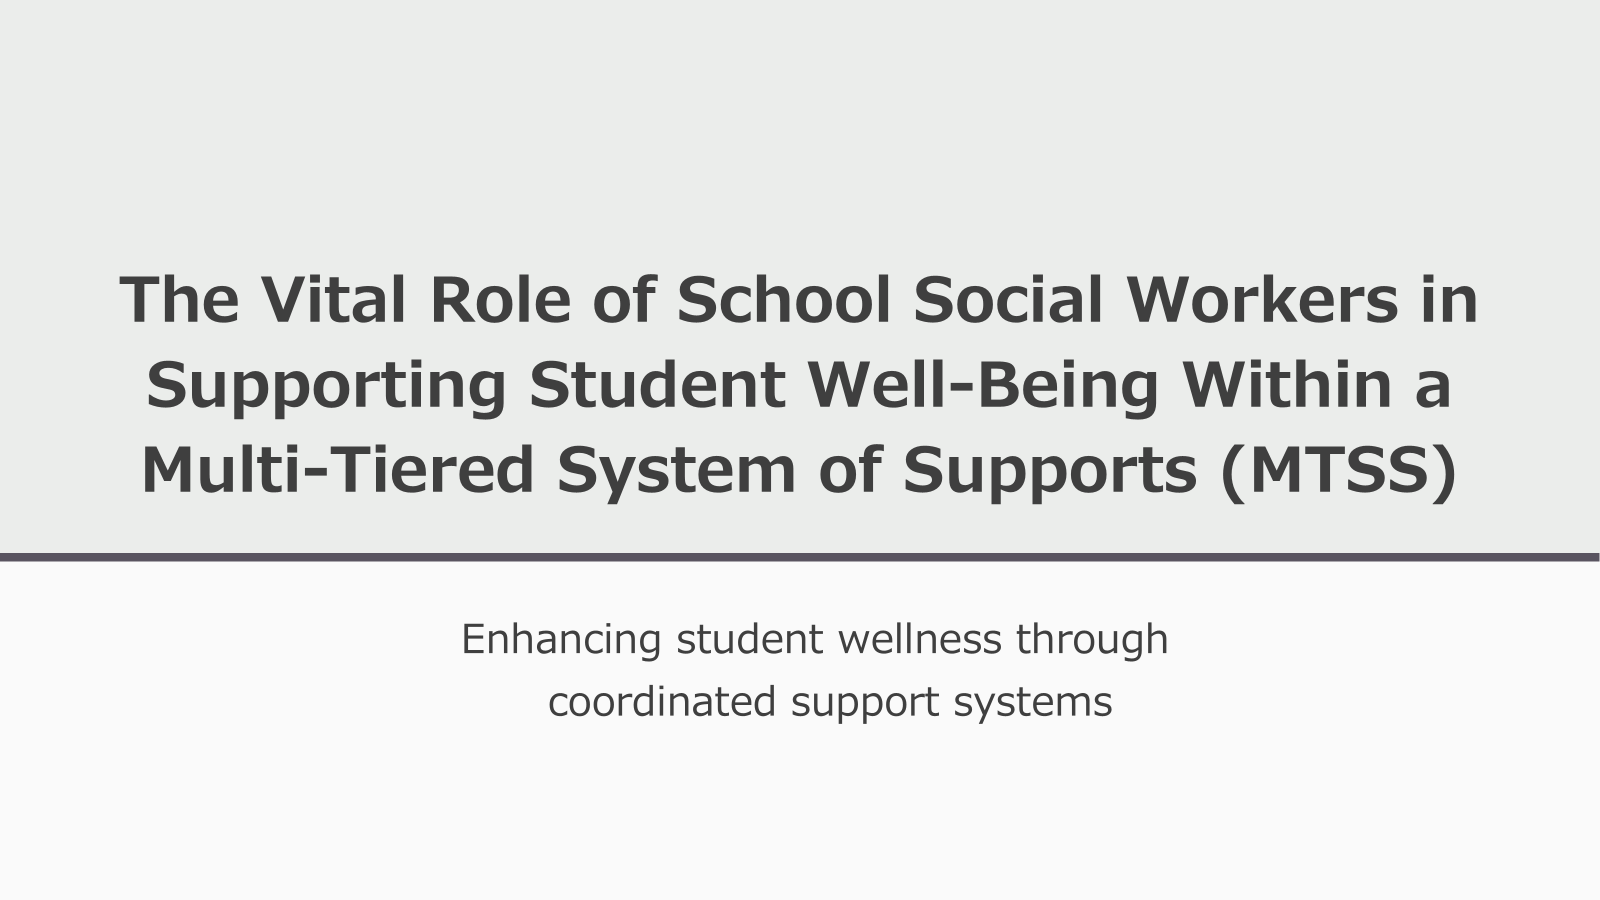 The Vital Role of School Social Workers in
Supporting Student Well-Being Within a
Multi-Tiered System of Supports (MTSS)
Enhancing student wellness through
coordinated support systems